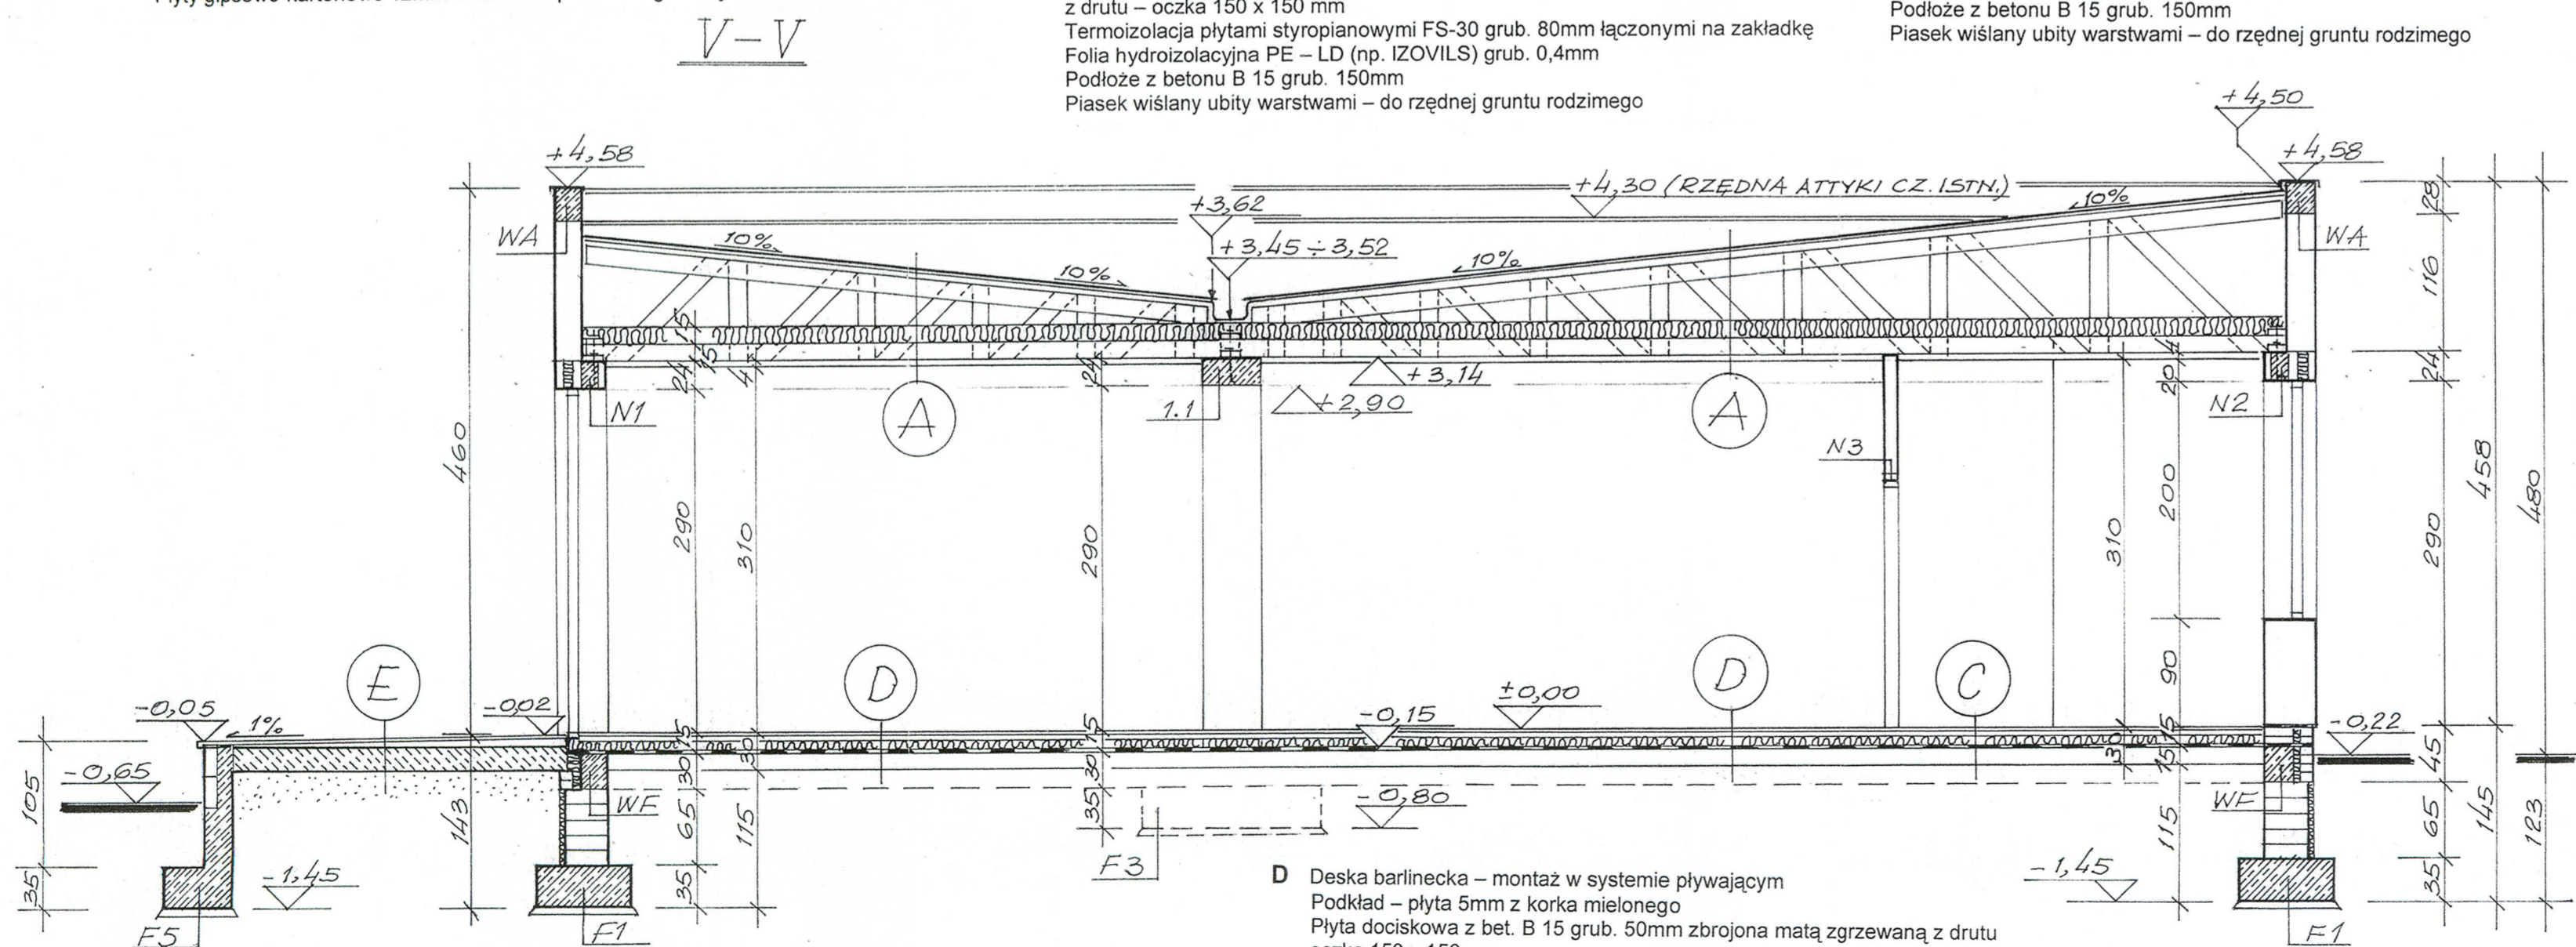 z drutu – oczka 150 x 150 mm
Termoizolacja płytami styropianowymi FS-30 grub. 80mm łączonymi na zakładkę
Folia hydroizolacyjna PE – LD (np. IZOVILS) grub. 0,4mm
Podłoże z betonu B 15 grub. 150mm
Piasek wiślany ubity warstwami – do rzędnej gruntu rodzimego
Podłoże z betonu B 15 grub. 150mm
Piasek wiślany ubity warstwami – do rzędnej gruntu rodzimego
V-V
+4,50
+4,58
+4,58
+4,30 (RZĘDNA ATTYKI CZ. ISTN.)
+3,62
+3,45 ÷ 3,52
WA
WA
10%
10%
10%
10%
28
116
24
15
15
24
4
24
4
20
+3,14
+2,90
N1
A
1.1
A
N3
N2
460
290
310
290
310
200
290
458
480
90
E
D
D
C
-0,05
1%
-0,02
-0,15
±0,00
-0,22
-0,65
15
30
30
15
30
15
30
15
45
WF
WF
105
143
65
115
35
-0,80
115
65
145
123
F3
35
-1,45
35
-1,45
35
F5
F1
F1
D Deska barlinecka – montaż w systemie pływającym
Podkład – płyta 5mm z korka mielonego
Płyta dociskowa z bet. B 15 grub. 50mm zbrojona matą zgrzewaną z drutu